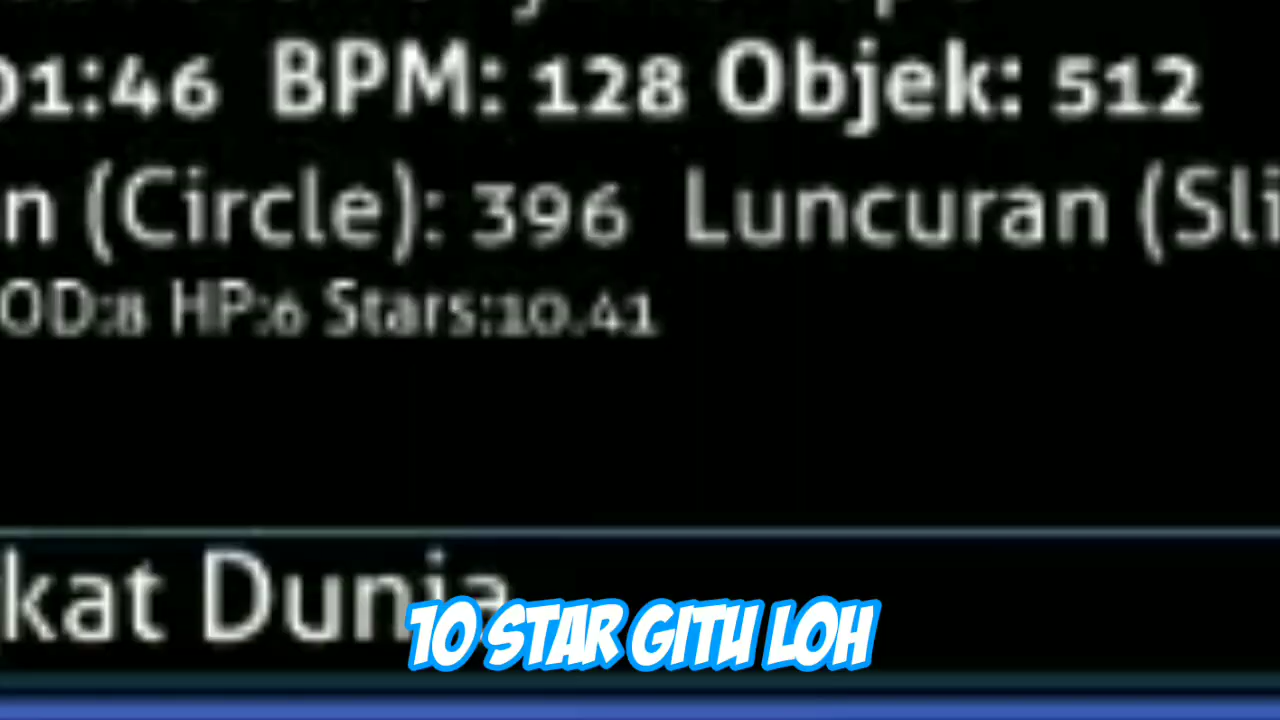 01:46 BPM: 128 Objek: 512
n (Circle): 396 Luncuran (Sli
OD:8 HP:6 Stars:10.41
kat Dunia
10 STAR GITU LOH